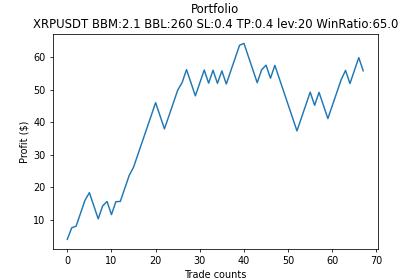 Portfolio
XRPUSDT BBM:2.1 BBL:260 SL:0.4 TP:0.4 lev:20 WinRatio:65.0
60
50
40
30
20
10
Profit ($)
0 10 20 30 40 50 60 70
Trade counts